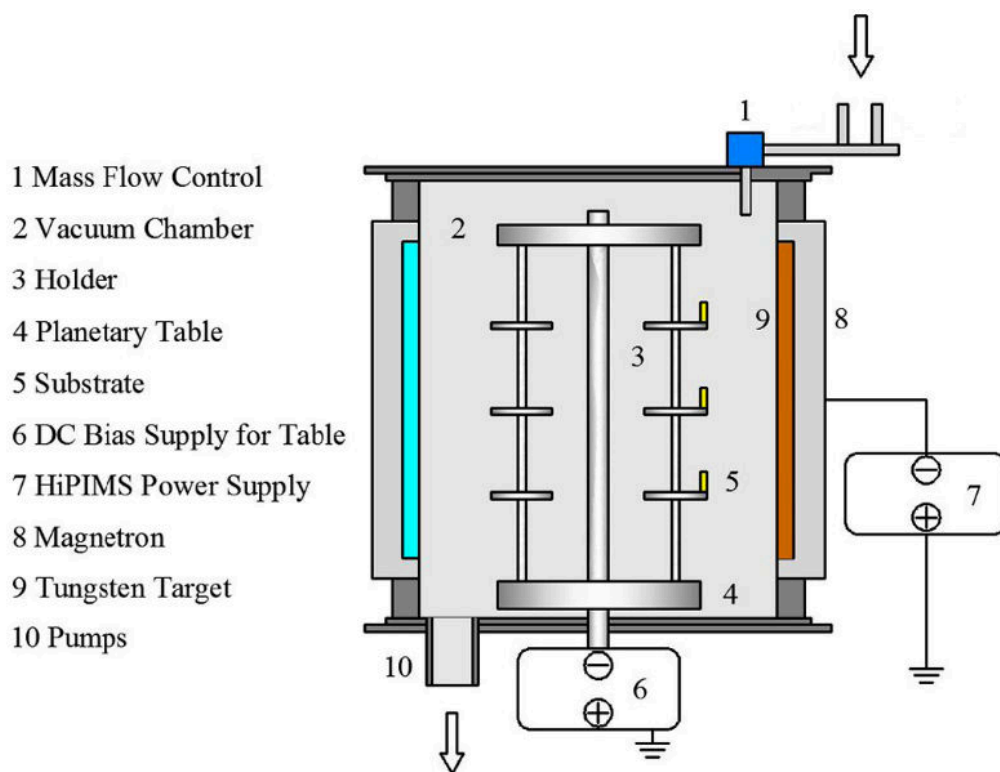 1 Mass Flow Control
2 Vacuum Chamber
3 Holder
4 Planetary Table
5 Substrate
6 DC Bias Supply for Table
7 HiPIMS Power Supply
8 Magnetron
9 Tungsten Target
10 Pumps
1
2
3
9
8
5
7
4
10
6